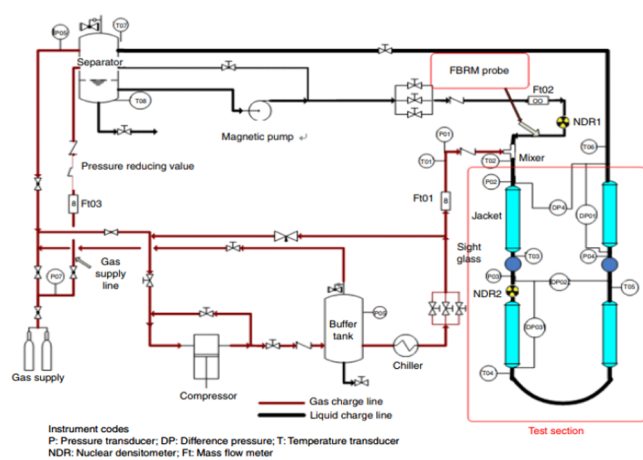 P05
T07
Separator
T08
Magnetic pump
FBRM probe
Ft02
NDR1
P01
T01
T02
Mixer
T06
Pressure reducing value
Ft03
Ft01
P02
DP4
DP01
Jacket
Gas
supply
line
P07
Sight
glass
T03
P04
P03
DP02
T05
NDR2
Buffer
tank
DP03
Gas supply
Compressor
Chiller
T04
Gas charge line
Liquid charge line
Test section
Instrument codes
P: Pressure transducer; DP: Difference pressure; T: Temperature transducer
NDR: Nuclear densitometer; Ft: Mass flow meter